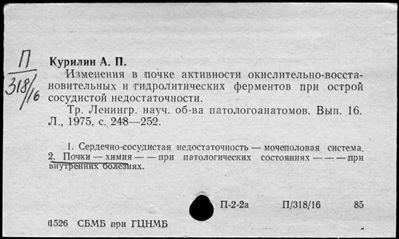 П
318/16
Курилин А. П.
Изменения в почке активности окислительно-восста-
новительных и гидролитических ферментов при острой
сосудистой недостаточности.
Тр. Ленингр. науч. об-ва патологоанатомов. Вып. 16.
Л., 1975, с. 248—252.
1. Сердечно-сосудистая недостаточность — мочеполовая система.
2. Почки — химия — — при патологических состояниях — — — при
внутренних болезнях.
П-2-2а П/318/16 85
0526 СБМБ при ГЦНМБ